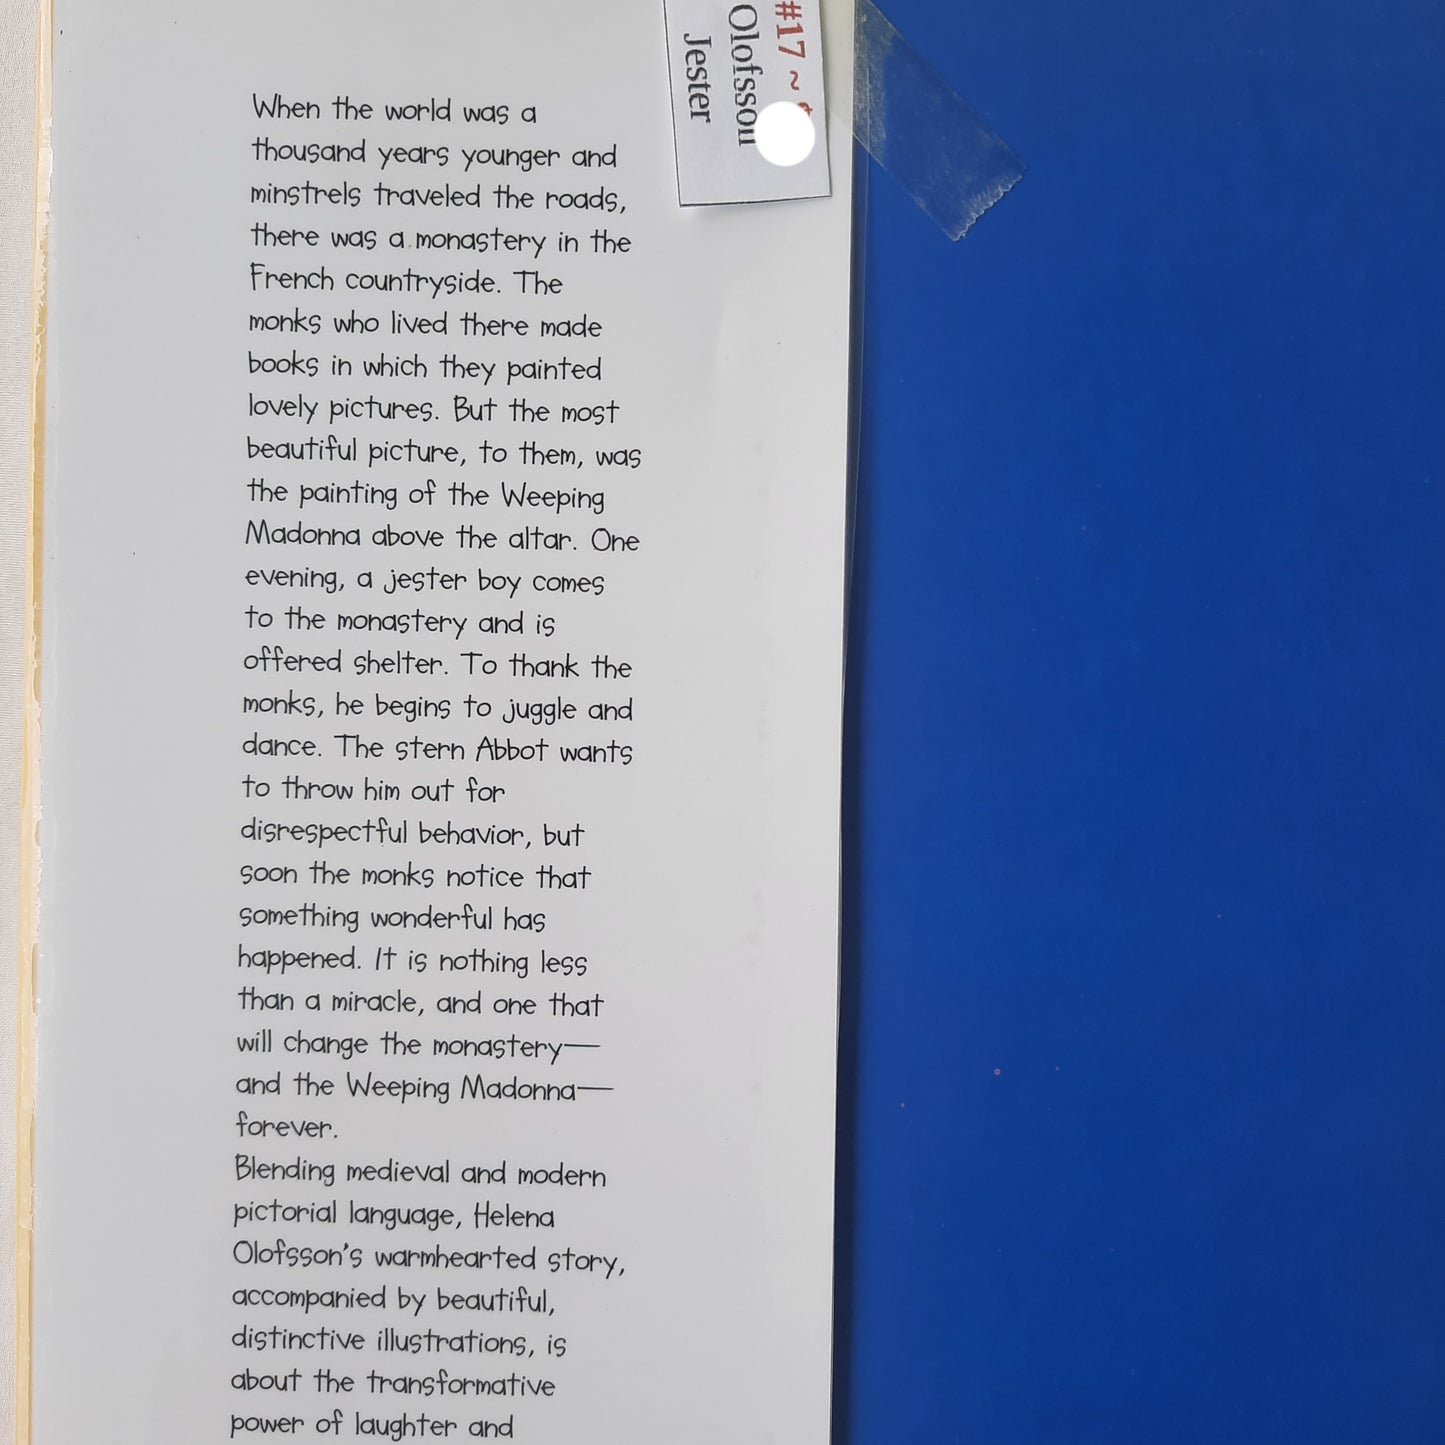 #17 ~
Olofsson
Jester
When the world was a
thousand years younger and
minstrels traveled the roads,
there was a monastery in the
French countryside. The
monks who lived there made
books in which they painted
lovely pictures. But the most
beautiful picture, to them, was
the painting of the Weeping
Madonna above the altar. One
evening, a jester boy comes
to the monastery and is
offered shelter. To thank the
monks, he begins to juggle and
dance. The stern Abbot wants
to throw him out for
disrespectful behavior, but
soon the monks notice that
something wonderful has
happened. It is nothing less
than a miracle, and one that
will change the monastery—
and the Weeping Madonna—
forever.
Blending medieval and modern
pictorial language, Helena
Olofsson's warmhearted story,
accompanied by beautiful,
distinctive illustrations, is
about the transformative
power of laughter and